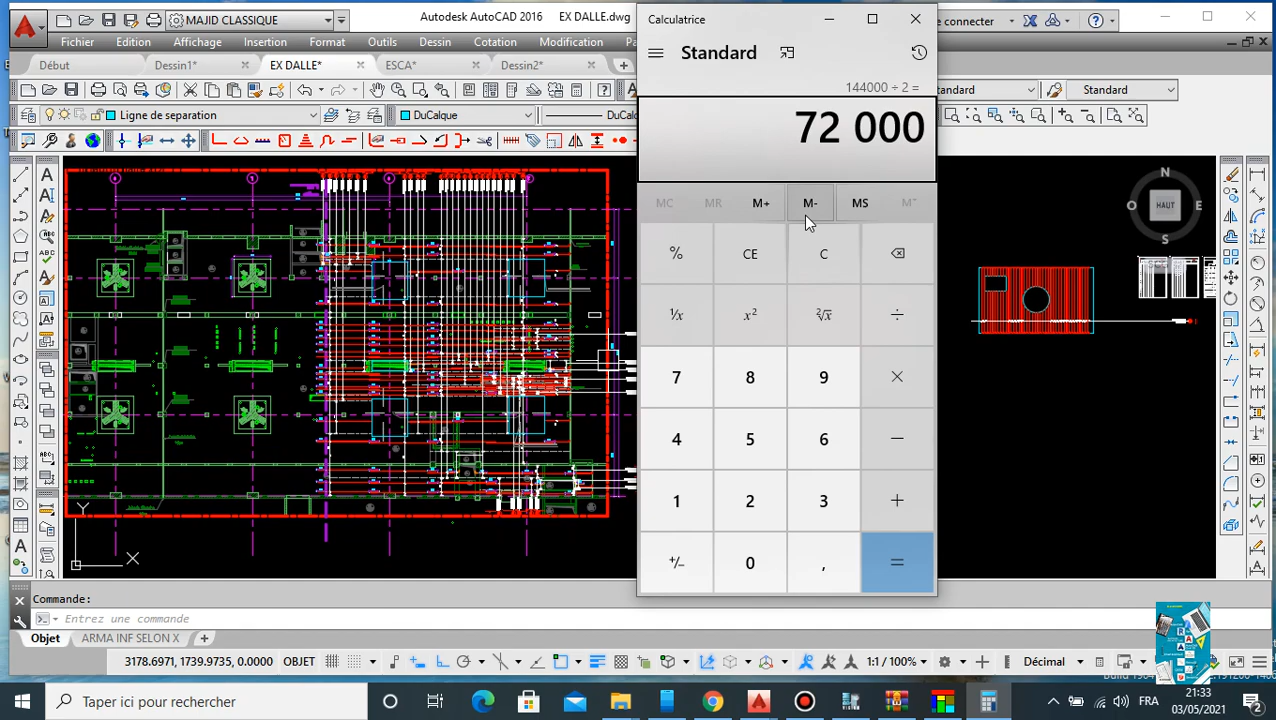 MAJID CLASSIQUE
Autodesk AutoCAD 2016
EX DALLE.dwg
Calculatrice
connecter
Fichier
Edition
Affichage
Insertion
Format
Outils
Dessin
Cotation
Modification
Début
Dessin1*
EX DALLE*
ESCA*
Dessin2*
Standard
144000 ÷ 2 =
72 000
Standard
Ligne de separation
DuCalque
MC
MR
M+
M-
MS
%
CE
C
x²
÷
7
8
9
×
4
5
6
−
1
2
3
+
+/-
0
,
=
N
O
HAUT
E
S
Y
X
Commande:
Entrez une commande
Objet
ARMA INF SELON X
3178.6971, 1739.9735, 0.0000
OBJET
1:1 / 100%
Décimal
Taper ici pour rechercher
FRA
21:33
03/05/2021
2